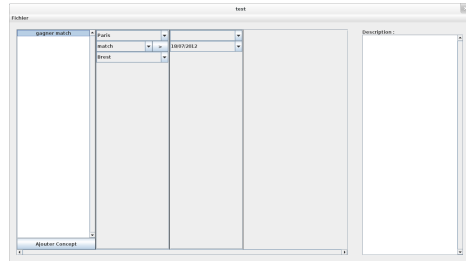 test
Fichier
gagner match
Paris
match >
18/07/2012
Brest
Description :
Ajouter Concept